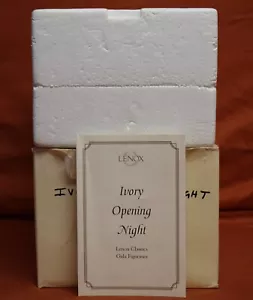 LENOX
Ivory
Opening
Night
Lenox Classics
Gala Figurines
IV
GHT